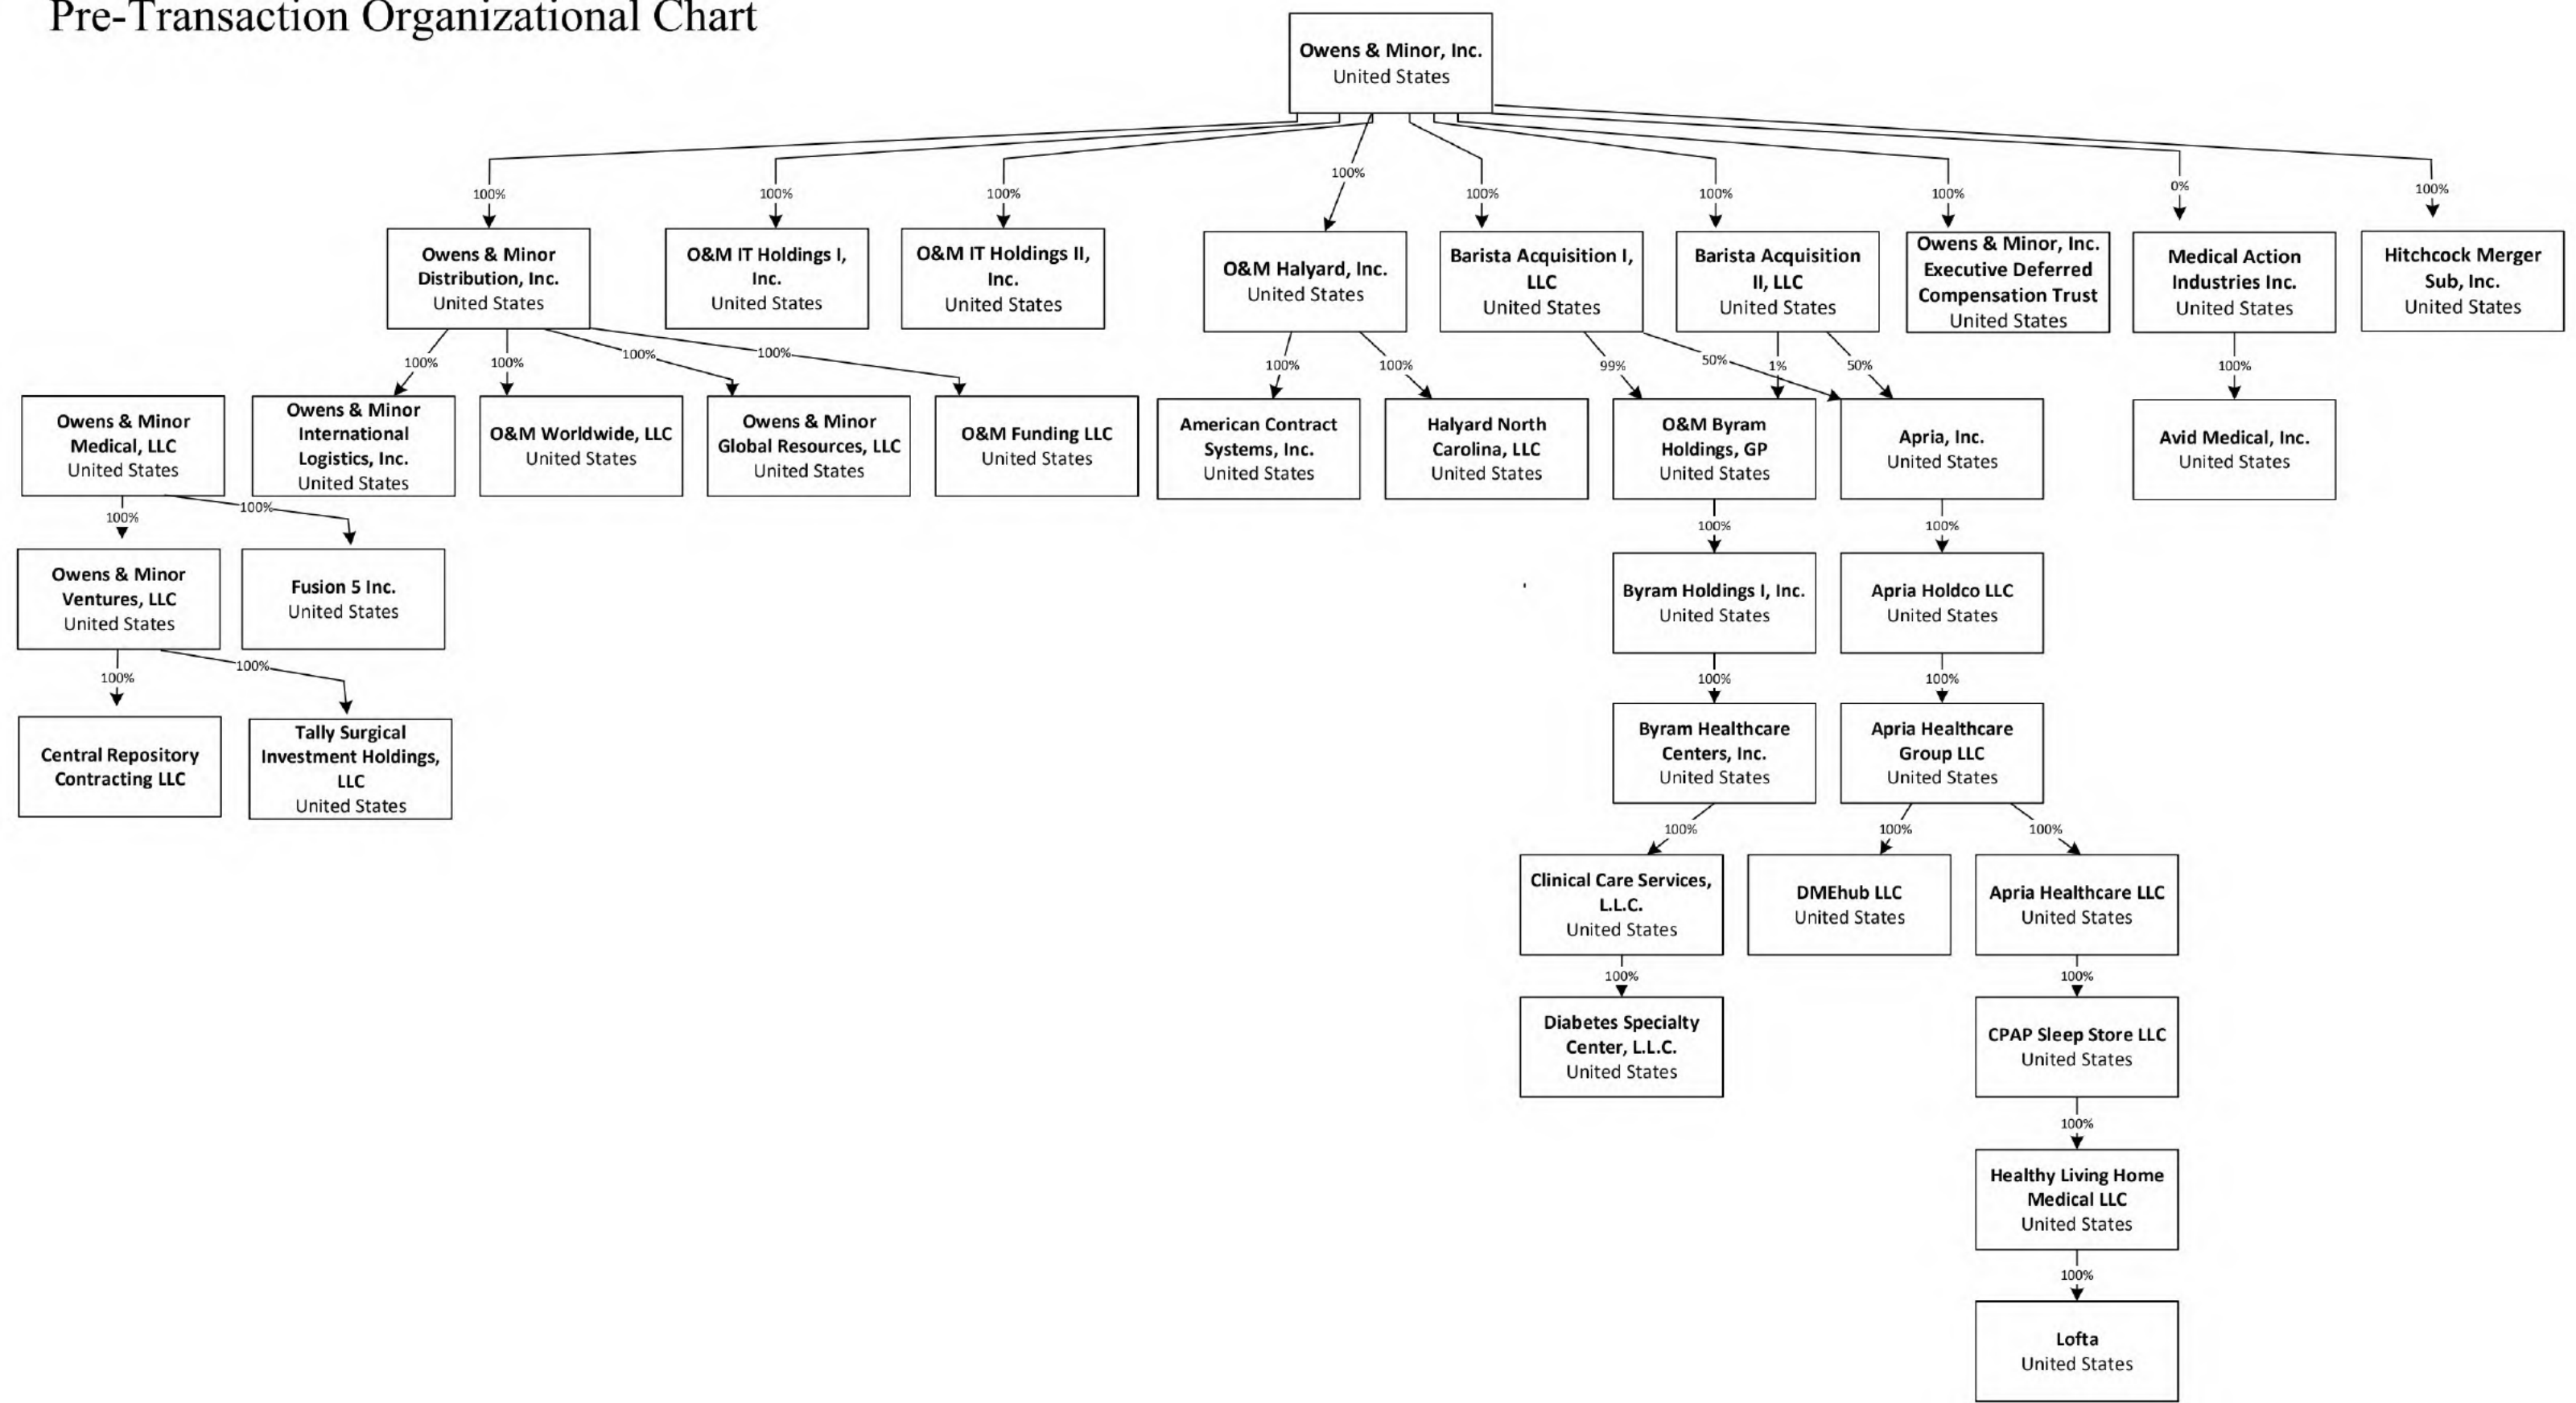 Pre-Transaction Organizational Chart
Owens & Minor, Inc.
United States
100%
100%
100%
100%
100%
100%
100%
0%
100%
Owens & Minor
Distribution, Inc.
United States
O&M IT Holdings I,
Inc.
United States
O&M IT Holdings II,
Inc.
United States
O&M Halyard, Inc.
United States
Barista Acquisition I,
LLC
United States
Barista Acquisition
II, LLC
United States
Owens & Minor, Inc.
Executive Deferred
Compensation Trust
United States
Medical Action
Industries Inc.
United States
Hitchcock Merger
Sub, Inc.
United States
100%
100%
100%
100%
100%
100%
99%
50%
1%
50%
100%
Owens & Minor
Medical, LLC
United States
Owens & Minor
International
Logistics, Inc.
United States
O&M Worldwide, LLC
United States
Owens & Minor
Global Resources, LLC
United States
O&M Funding LLC
United States
American Contract
Systems, Inc.
United States
Halyard North
Carolina, LLC
United States
O&M Byram
Holdings, GP
United States
Apria, Inc.
United States
Avid Medical, Inc.
United States
100%
100%
100%
100%
Owens & Minor
Ventures, LLC
United States
Fusion 5 Inc.
United States
Byram Holdings I, Inc.
United States
Apria Holdco LLC
United States
100%
100%
100%
100%
Central Repository
Contracting LLC
Tally Surgical
Investment Holdings,
LLC
United States
Byram Healthcare
Centers, Inc.
United States
Apria Healthcare
Group LLC
United States
100%
100%
100%
Clinical Care Services,
L.L.C.
United States
DMEhub LLC
United States
Apria Healthcare LLC
United States
100%
100%
Diabetes Specialty
Center, L.L.C.
United States
CPAP Sleep Store LLC
United States
100%
Healthy Living Home
Medical LLC
United States
100%
Lofta
United States